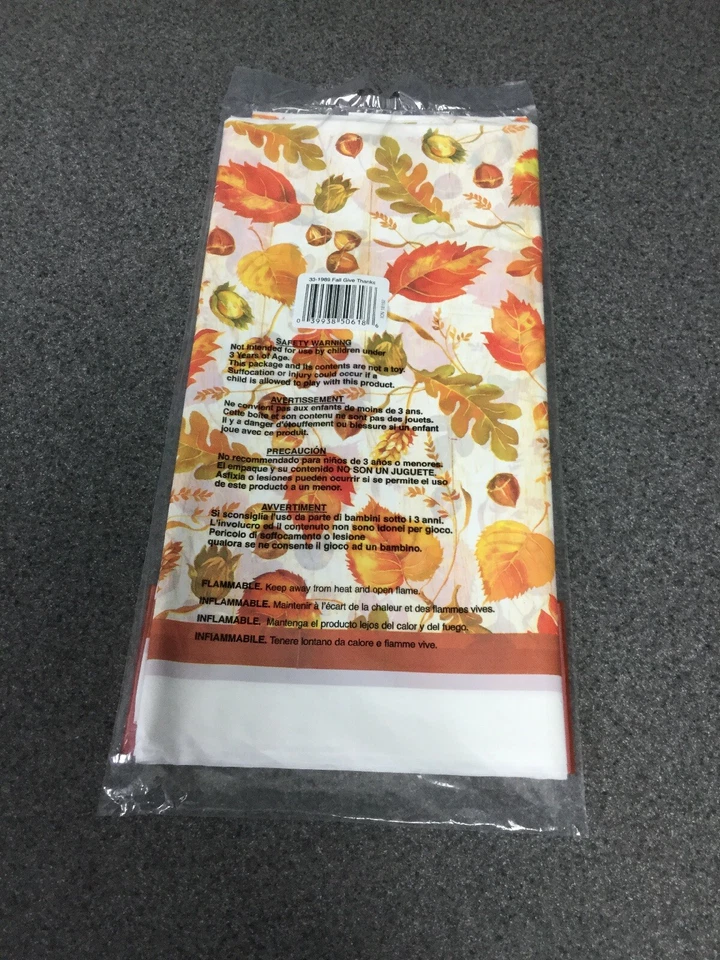 33-1989 Fall Give Thanks
0 39938 50618
SAFETY WARNING
Not intended for use by children under
3 Years of Age.
This package and its contents are not a toy.
Suffocation or injury could occur if a
child is allowed to play with this product.
AVERTISSEMENT
Ne convient pas aux enfants de moins de 3 ans.
Cette boite et son contenu ne sont pas des jouets.
Il y a danger d'étouffement ou blessure si un enfant
joue avec ce produit.
PRECAUCIÓN
No recommendado para niños de 3 años o menores.
El empaque y su contenido NO SON UN JUGUETE.
Asfixia o lesiones pueden ocurrir si se permite el uso
de este producto a un menor.
AVVERTIMENT
Si sconsiglia l'uso da parte di bambini sotto i 3 anni.
L'involucro ed il contenuto non sono idonei per gioco.
Pericolo di soffocamento o lesione
qualora se ne consente il gioco ad un bambino.
FLAMMABLE. Keep away from heat and open flame.
INFLAMMABLE. Maintenir à l'écart de la chaleur et des flammes vives.
INFLAMABLE. Mantenga el producto lejos del calor y del fuego.
INFIAMMABILE. Tenere lontano da calore e fiamme vive.